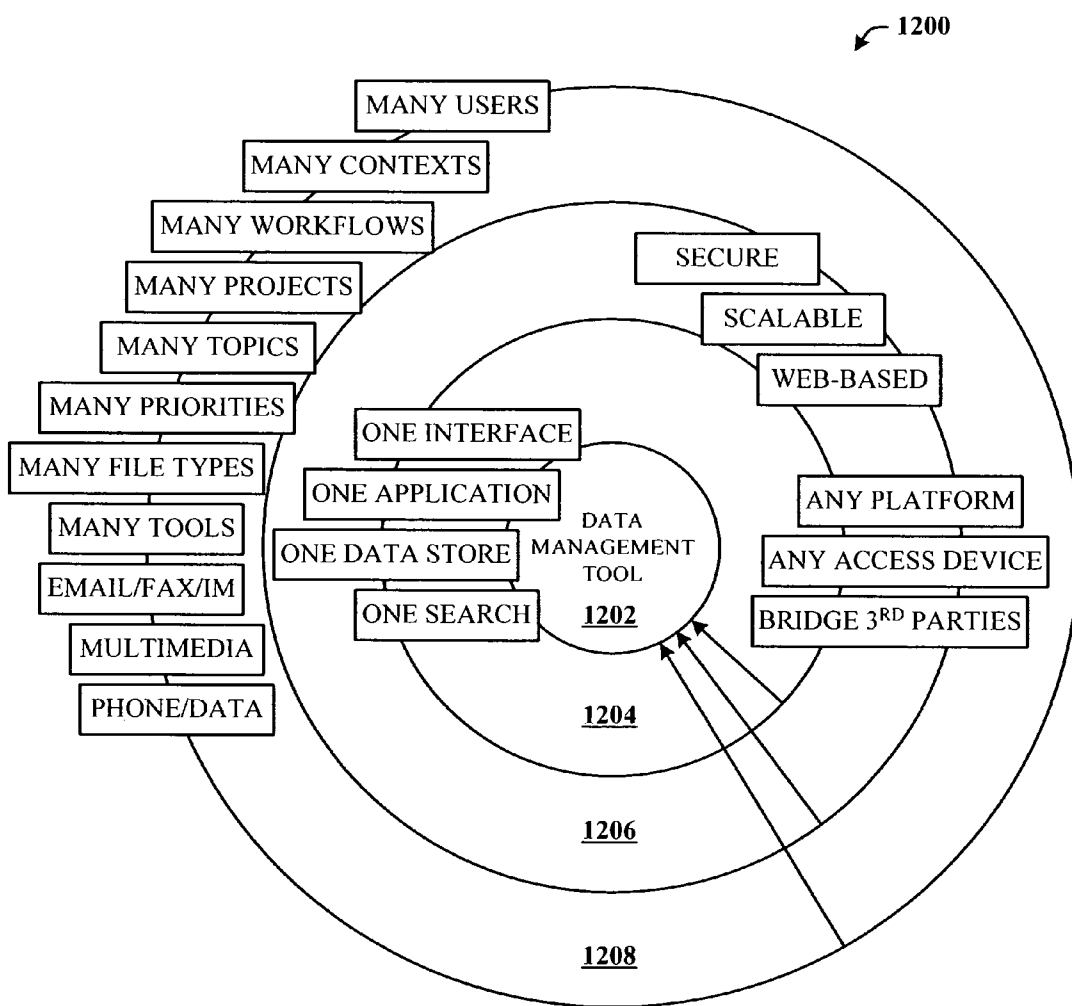 1200
MANY USERS
MANY CONTEXTS
MANY WORKFLOWS
MANY PROJECTS
MANY TOPICS
MANY PRIORITIES
MANY FILE TYPES
MANY TOOLS
EMAIL/FAX/IM
MULTIMEDIA
PHONE/DATA
SECURE
SCALABLE
WEB-BASED
ANY PLATFORM
ANY ACCESS DEVICE
BRIDGE 3RD PARTIES
ONE INTERFACE
ONE APPLICATION
ONE DATA STORE
ONE SEARCH
DATA
MANAGEMENT
TOOL
1202
1204
1206
1208